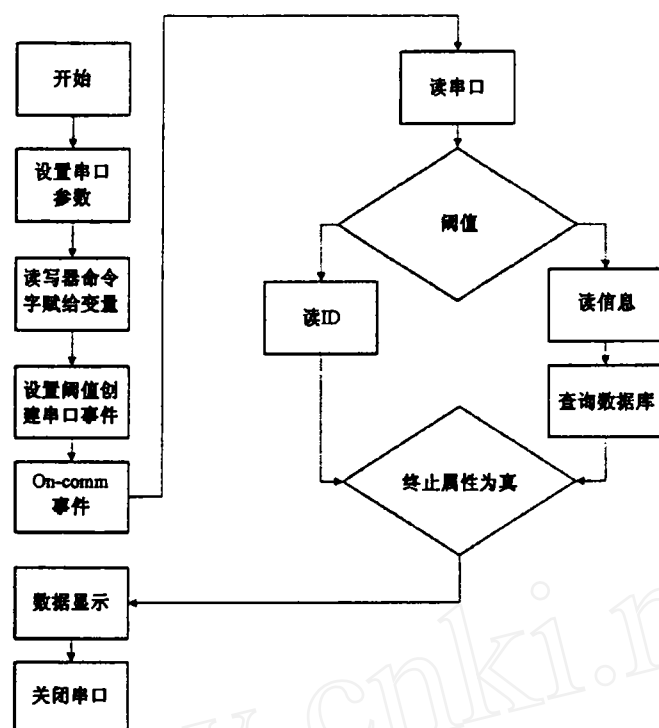 开始
设置串口
参数
读写器命令
字赋给变量
设置阈值创
建串口事件
On-comm
事件
数据显示
关闭串口
读串口
阈值
读ID
读信息
查询数据库
终止属性为真
www.cnki.n